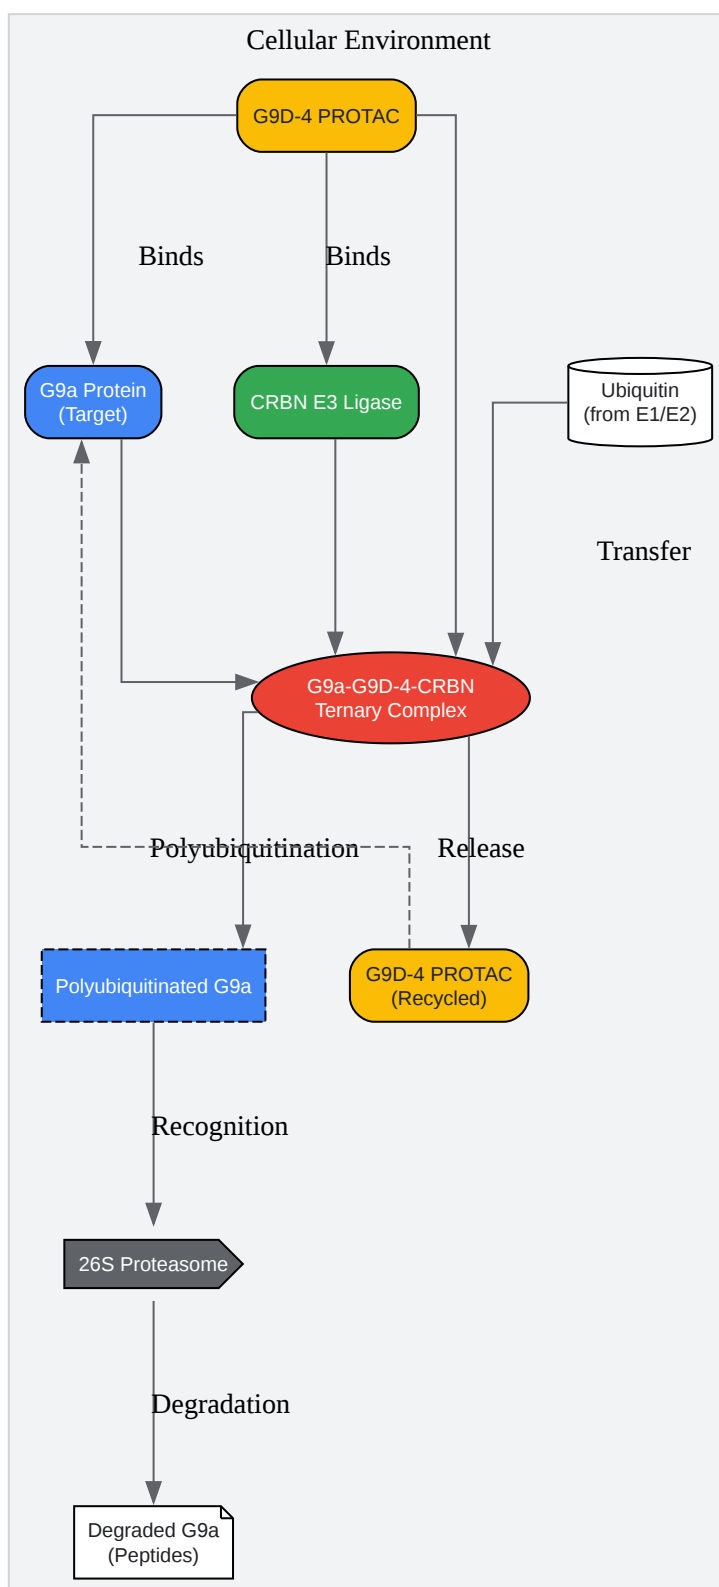 Cellular Environment
G9D-4 PROTAC
Binds
Binds
G9a Protein
(Target)
CRBN E3 Ligase
Ubiquitin
(from E1/E2)
Transfer
G9a-G9D-4-CRBN
Ternary Complex
Polyubiquitination
Release
Polyubiquitinated G9a
G9D-4 PROTAC
(Recycled)
Recognition
26S Proteasome
Degradation
Degraded G9a
(Peptides)